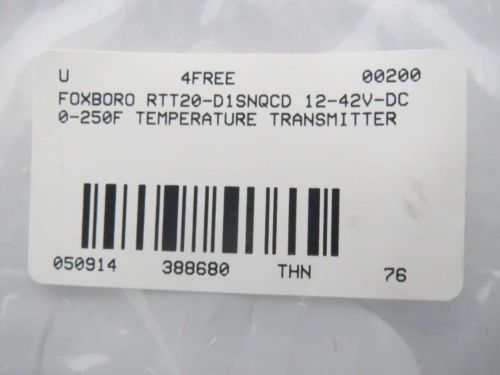 U 4FREE 00200
FOXBORO RTT20-D1SNQCD 12-42V-DC
0-250F TEMPERATURE TRANSMITTER
050914 388680 THN 76